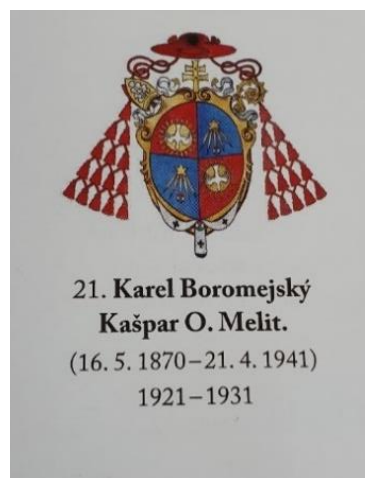 21. Karel Boromejský
Kašpar O. Melit.
(16. 5. 1870–21. 4. 1941)
1921–1931